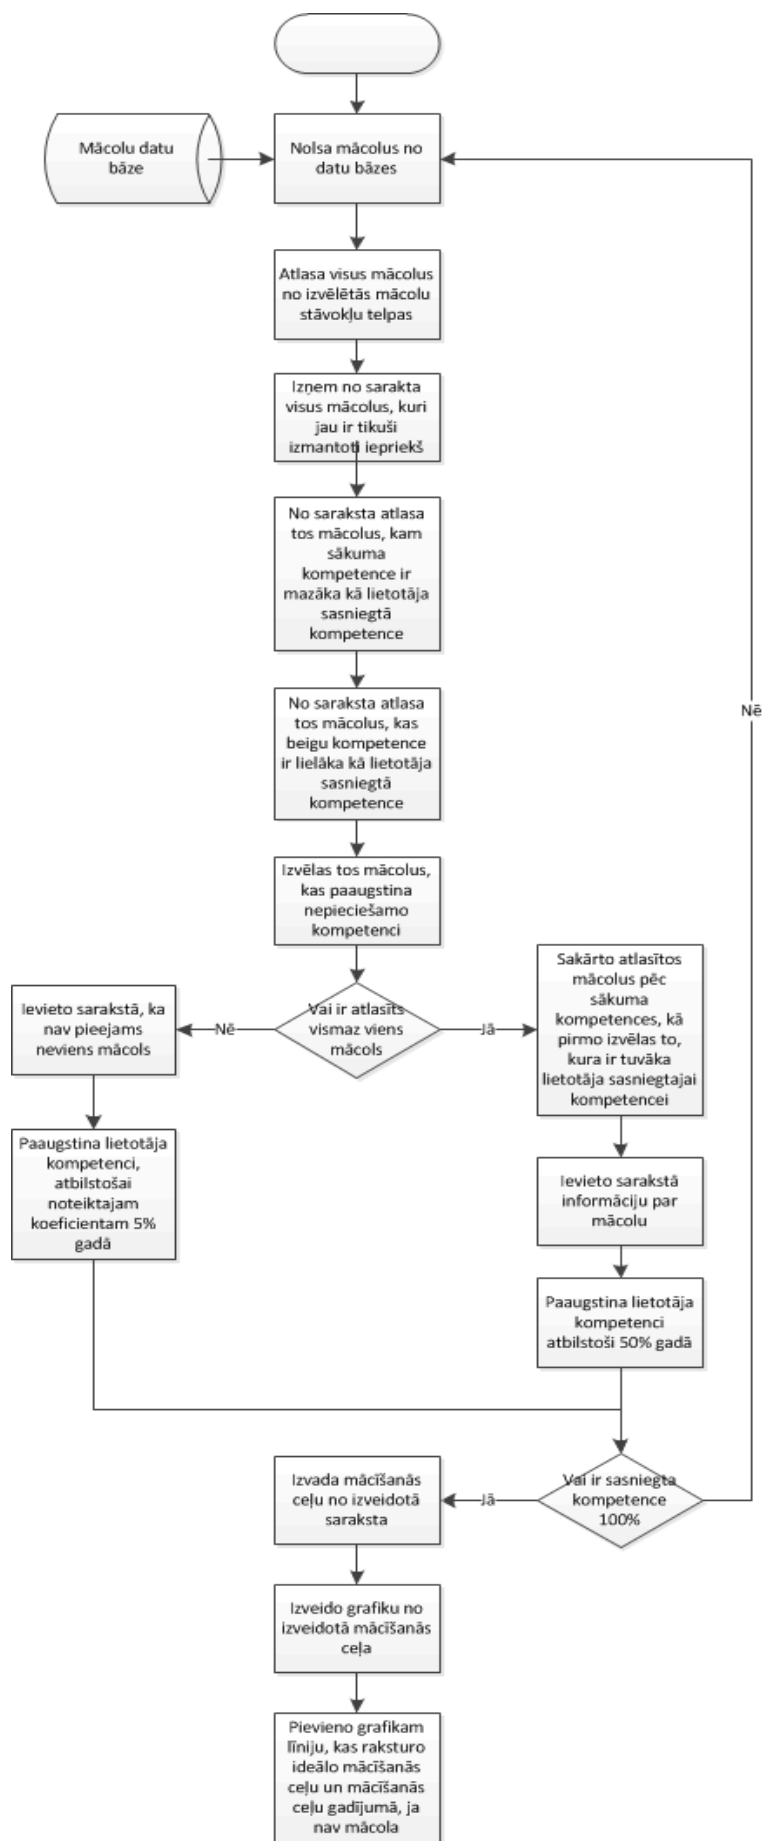 Mācolu datu
bāze
Nolsa mācolus no
datu bāzes
Atlasa visus mācolus
no izvēlētās mācolu
stāvokļu telpas
Izņem no sarakta
visus mācolus, kuri
jau ir tikuši
izmantoti iepriekš
No saraksta atlasa
tos mācolus, kam
sākuma
kompetence ir
mazāka kā lietotāja
sasniegtā
kompetence
No saraksta atlasa
tos mācolus, kas
beigu kompetence
ir lielāka kā lietotāja
sasniegtā
kompetence
Izvēlas tos mācolus,
kas paaugstina
nepieciešamo
kompetenci
Vai ir atlasīts
vismaz viens
mācols
Nē
Jā
Ievieto sarakstā, ka
nav pieejams
neviens mācols
Paaugstina lietotāja
kompetenci,
atbilstošai
noteiktajam
koeficientam 5%
gadā
Sakārto atlasītos
mācolus pēc
sākuma
kompetences, kā
pirmo izvēlas to,
kura ir tuvāka
lietotāja sasniegtajai
kompetencei
Ievieto sarakstā
informāciju par
mācolu
Paaugstina lietotāja
kompetenci
atbilstoši 50% gadā
Vai ir sasniegta
kompetence
100%
Nē
Jā
Izvada mācīšanās
ceļu no izveidotā
saraksta
Izveido grafiku no
izveidotā mācīšanās
ceļa
Pievieno grafikam
līniju, kas raksturo
ideālo mācīšanās
ceļu un mācīšanās
ceļu gadījumā, ja
nav mācola